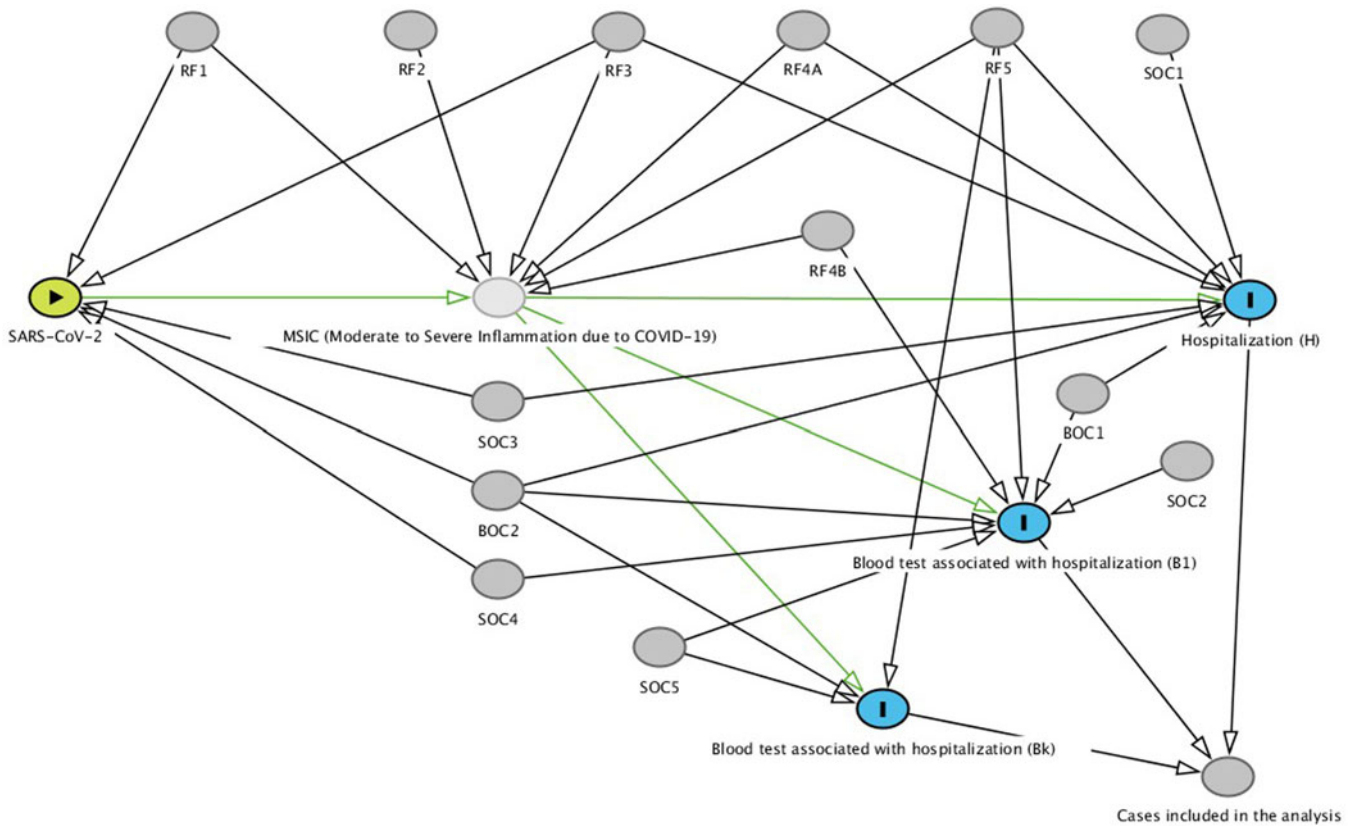 RF1
RF2
RF3
RF4A
RF5
SOC1
RF4B
SARS-CoV-2
MSIC (Moderate to Severe Inflammation due to COVID-19)
Hospitalization (H)
SOC3
BOC1
SOC2
BOC2
Blood test associated with hospitalization (B1)
SOC4
SOC5
Blood test associated with hospitalization (Bk)
Cases included in the analysis